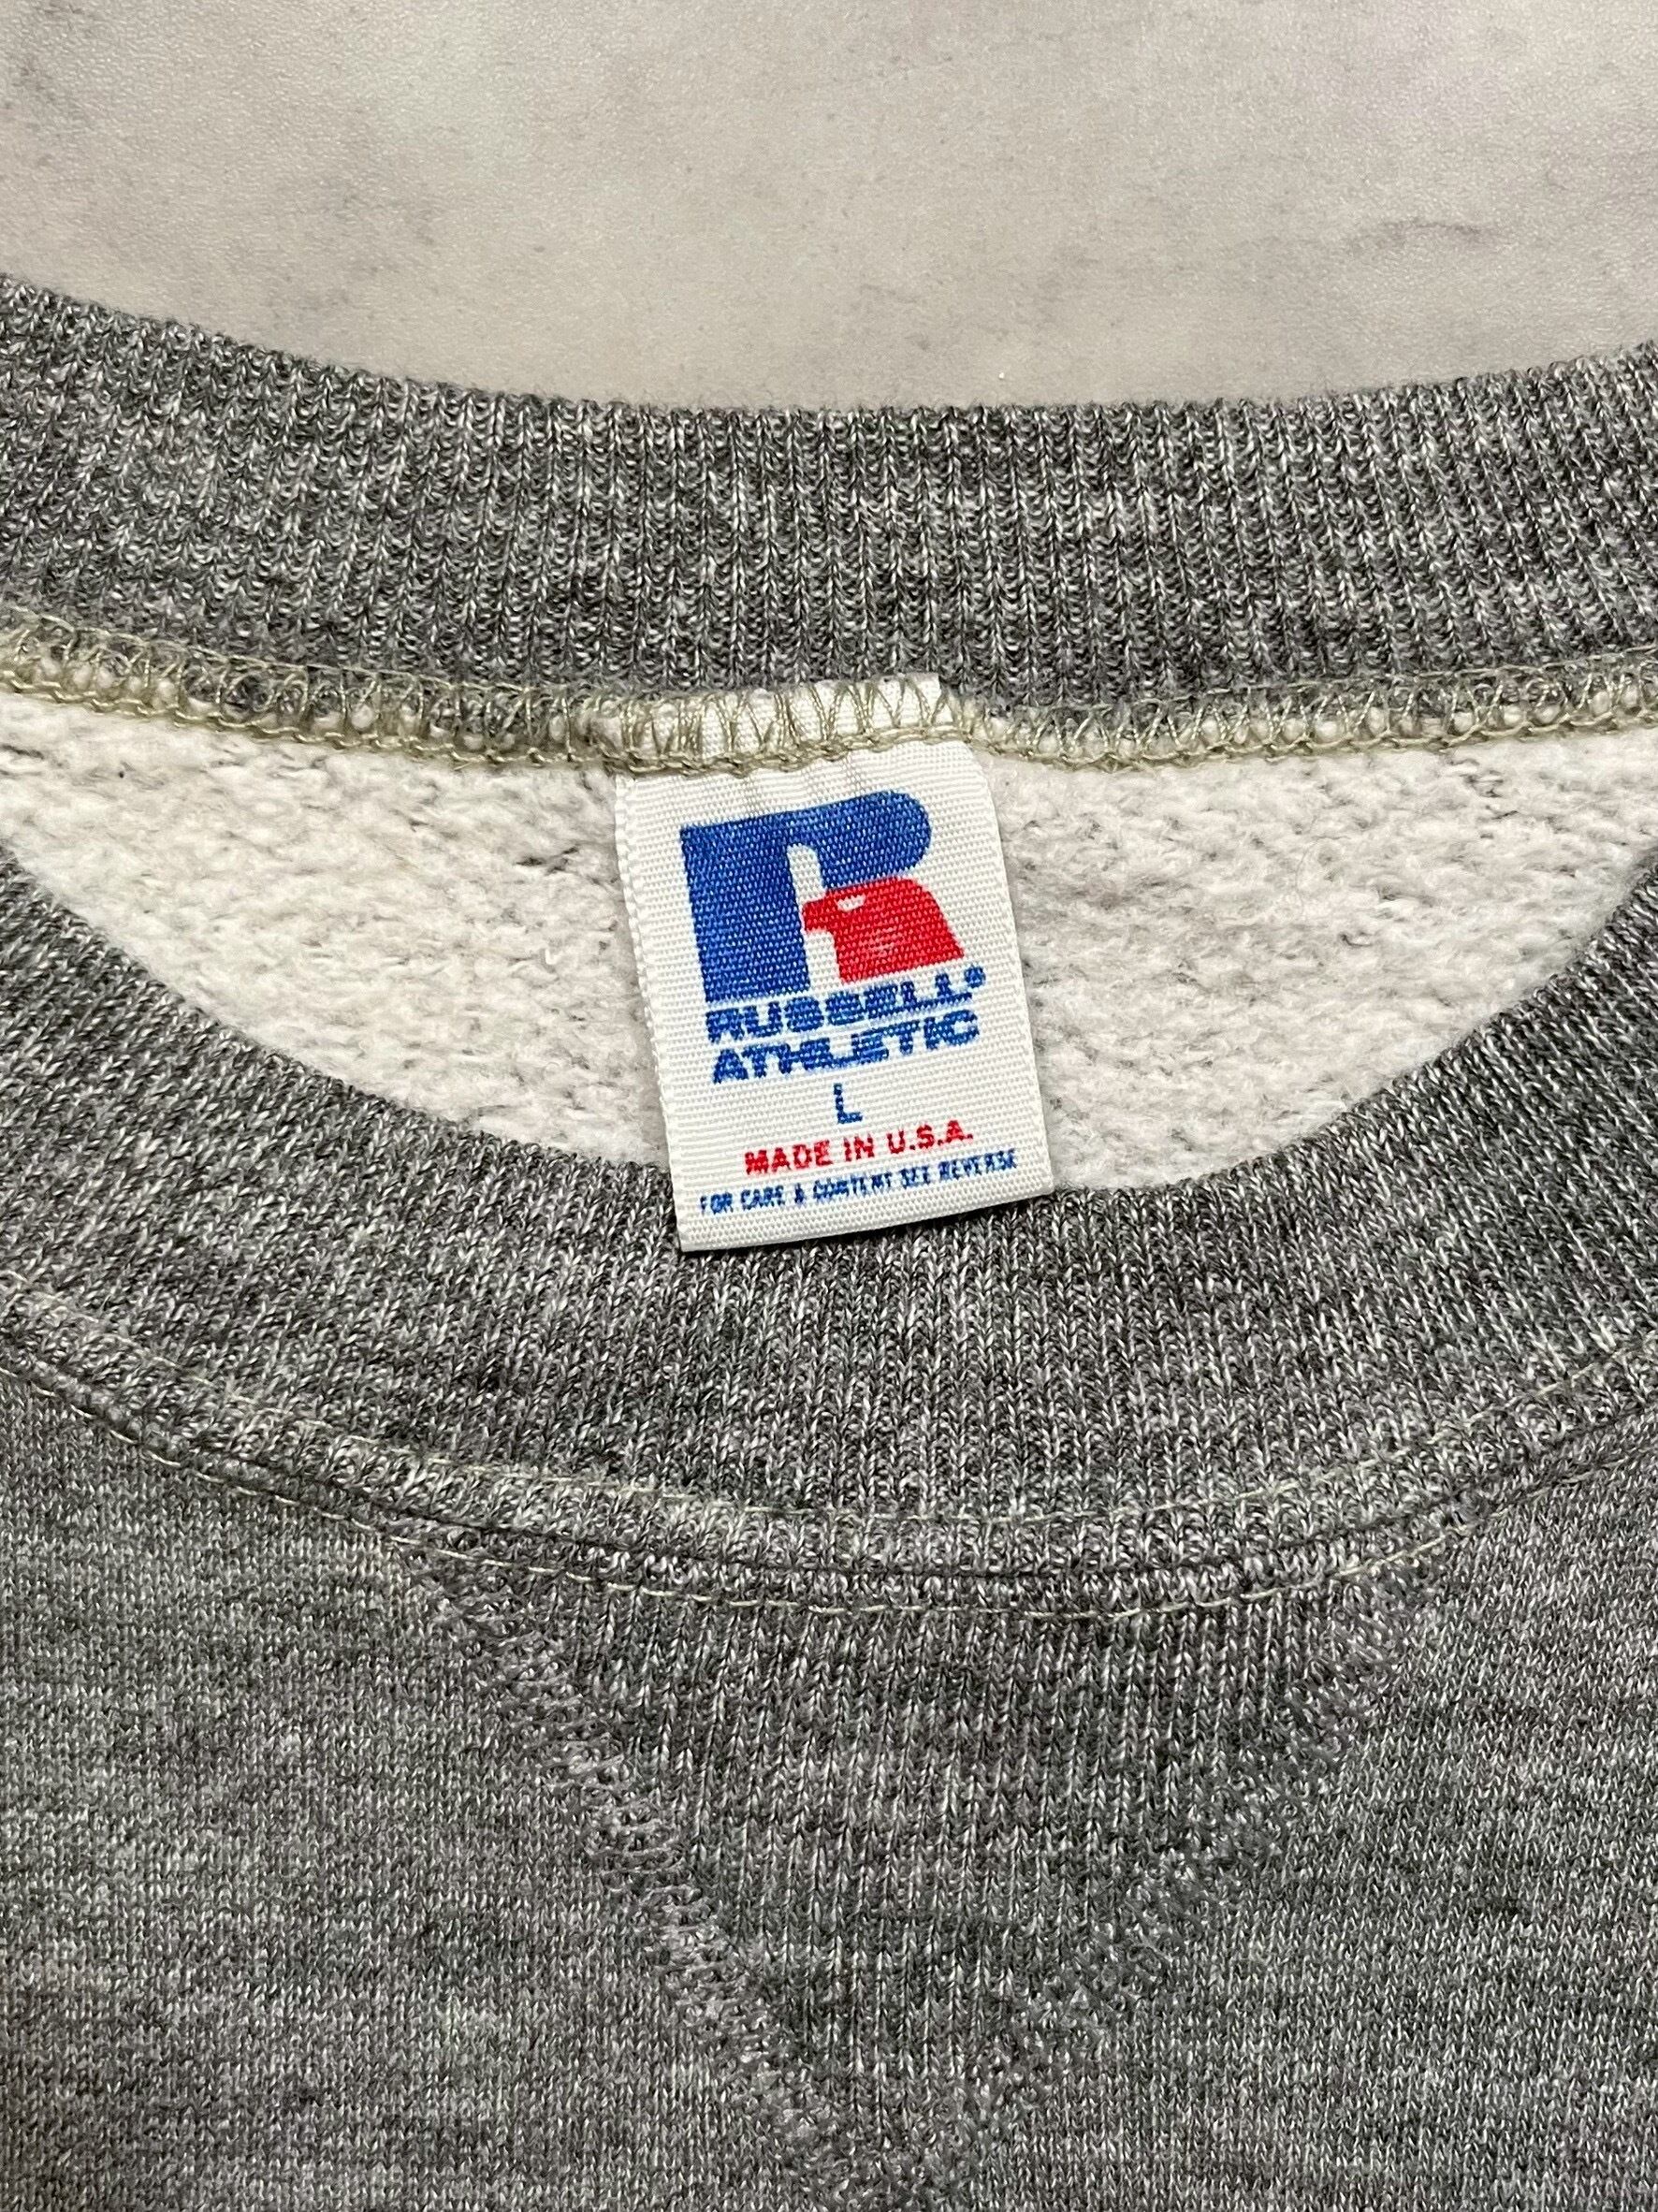 R
RUSSELL®
ATHLETIC
L
MADE IN U.S.A.
FOR CARE & CONTENT SEE REVERSE